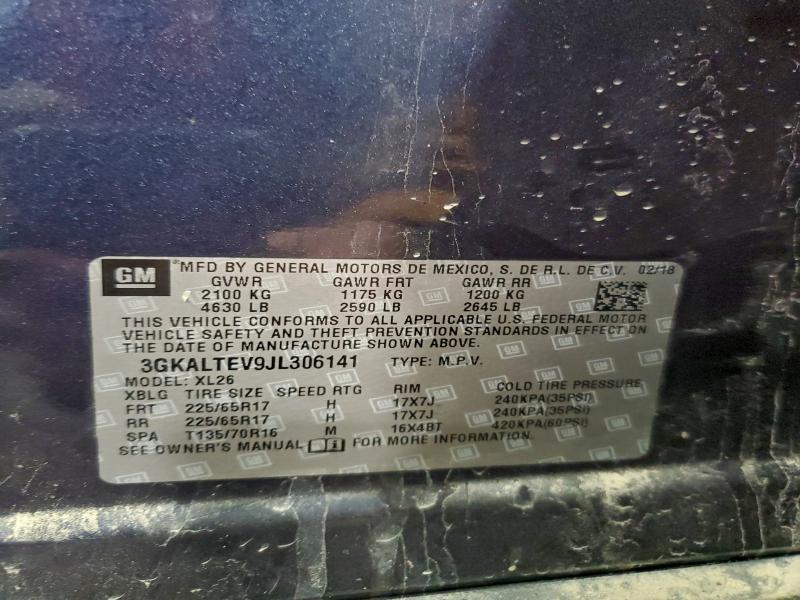 GM ® MFD BY GENERAL MOTORS DE MEXICO, S. DE R.L. DE C.V. 02/18
GVWR GAWR FRT GAWR RR
2100 KG 1175 KG 1200 KG
4630 LB 2590 LB 2645 LB
THIS VEHICLE CONFORMS TO ALL APPLICABLE U.S. FEDERAL MOTOR
VEHICLE SAFETY AND THEFT PREVENTION STANDARDS IN EFFECT ON
THE DATE OF MANUFACTURE SHOWN ABOVE.
3GKALTEV9JL306141 TYPE: M.P.V.
MODEL: XL26
XBLG TIRE SIZE SPEED RTG RIM COLD TIRE PRESSURE
FRT 225/65R17 H 17X7J 240KPA(35PSI)
RR 225/65R17 H 17X7J 240KPA(35PSI)
SPA T135/70R16 M 16X4BT 420KPA(60PSI)
SEE OWNER'S MANUAL FOR MORE INFORMATION.